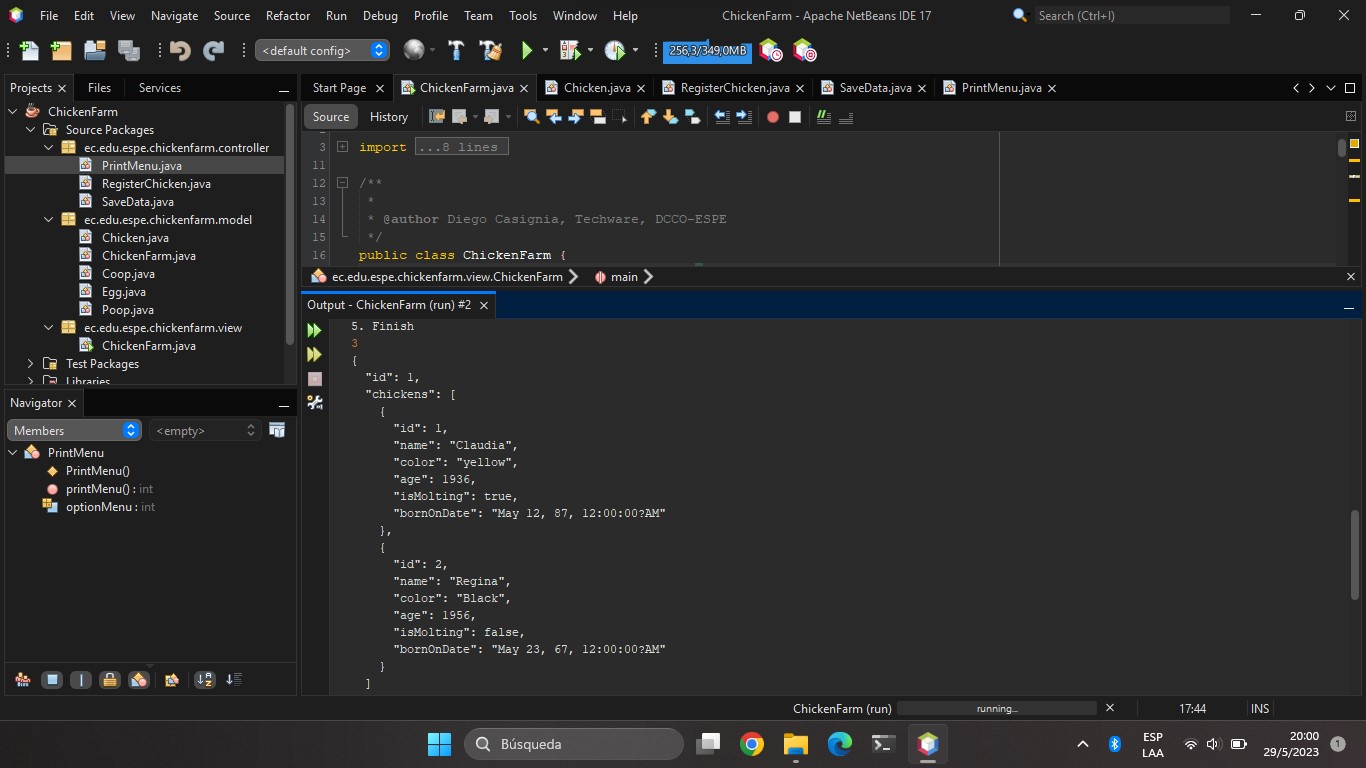 File Edit View Navigate Source Refactor Run Debug Profile Team Tools Window Help ChickenFarm - Apache NetBeans IDE 17 Search (Ctrl+I)
<default config> 256,3/349,0MB
Projects Files Services
ChickenFarm
Source Packages
ec.edu.espe.chickenfarm.controller
PrintMenu.java
RegisterChicken.java
SaveData.java
ec.edu.espe.chickenfarm.model
Chicken.java
ChickenFarm.java
Coop.java
Egg.java
Poop.java
ec.edu.espe.chickenfarm.view
ChickenFarm.java
Test Packages
Libraries
Navigator
Members <empty>
PrintMenu
PrintMenu()
printMenu() : int
optionMenu : int
Start Page ChickenFarm.java Chicken.java RegisterChicken.java SaveData.java PrintMenu.java
Source History
3 import ...8 lines
11
12 /**
13 *
14 * @author Diego Casignia, Techware, DCCO-ESPE
15 */
16 public class ChickenFarm {
ec.edu.espe.chickenfarm.view.ChickenFarm main
Output - ChickenFarm (run) #2
5. Finish
3
{
"id": 1,
"chickens": [
{
"id": 1,
"name": "Claudia",
"color": "yellow",
"age": 1936,
"isMolting": true,
"bornOnDate": "May 12, 87, 12:00:00?AM"
},
{
"id": 2,
"name": "Regina",
"color": "Black",
"age": 1956,
"isMolting": false,
"bornOnDate": "May 23, 67, 12:00:00?AM"
}
]
ChickenFarm (run) running... 17:44 INS
Búsqueda
ESP
LAA
20:00
29/5/2023
1